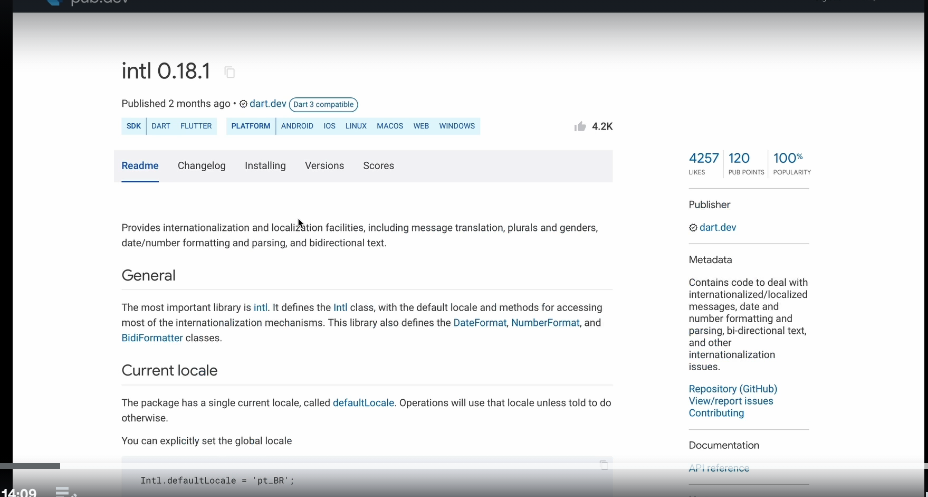 pub.dev
intl 0.18.1
Published 2 months ago • dart.dev Dart 3 compatible
SDK DART FLUTTER PLATFORM ANDROID IOS LINUX MACOS WEB WINDOWS
4.2K
Readme Changelog Installing Versions Scores
Provides internationalization and localization facilities, including message translation, plurals and genders,
date/number formatting and parsing, and bidirectional text.
General
The most important library is intl. It defines the Intl class, with the default locale and methods for accessing
most of the internationalization mechanisms. This library also defines the DateFormat, NumberFormat, and
BidiFormatter classes.
Current locale
The package has a single current locale, called defaultLocale. Operations will use that locale unless told to do
otherwise.
You can explicitly set the global locale
Intl.defaultLocale = 'pt_BR';
4257 120 100%
LIKES PUB POINTS POPULARITY
Publisher
dart.dev
Metadata
Contains code to deal with
internationalized/localized
messages, date and
number formatting and
parsing, bi-directional text,
and other
internationalization
issues.
Repository (GitHub)
View/report issues
Contributing
Documentation
API reference
14:09